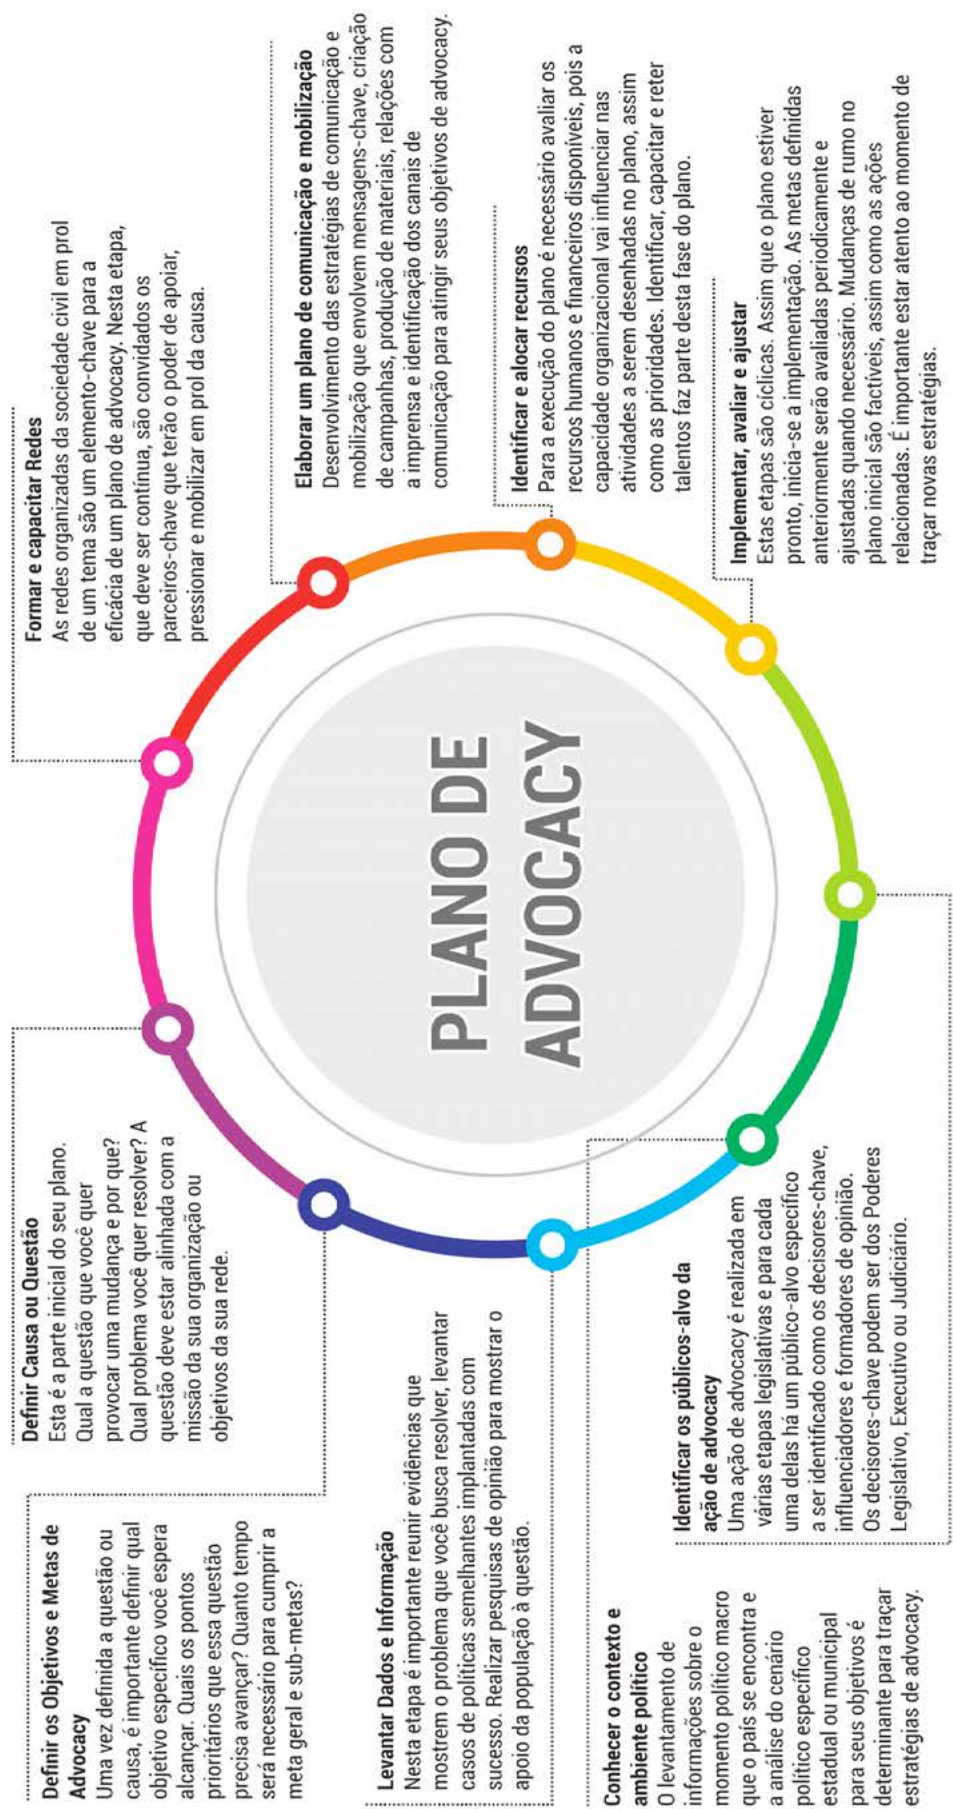 PLANO DE
ADVOCACY
Definir Causa ou Questão
Esta é a parte inicial do seu plano.
Qual a questão que você quer
provocar uma mudança e por que?
Qual problema você quer resolver? A
questão deve estar alinhada com a
missão da sua organização ou
objetivos da sua rede.
Definir os Objetivos e Metas de
Advocacy
Uma vez definida a questão ou
causa, é importante definir qual
objetivo específico você espera
alcançar. Quais os pontos
prioritários que essa questão
precisa avançar? Quanto tempo
será necessário para cumprir a
meta geral e sub-metas?
Levantar Dados e Informação
Nesta etapa é importante reunir evidências que
mostrem o problema que você busca resolver, levantar
casos de políticas semelhantes implantadas com
sucesso. Realizar pesquisas de opinião para mostrar o
apoio da população à questão.
Conhecer o contexto e
ambiente político
O levantamento de
informações sobre o
momento político macro
que o país se encontra e
a análise do cenário
político específico
estadual ou municipal
para seus objetivos é
determinante para traçar
estratégias de advocacy.
Identificar os públicos-alvo da
ação de advocacy
Uma ação de advocacy é realizada em
várias etapas legislativas e para cada
uma delas há um público-alvo específico
a ser identificado como os decisores-chave,
influenciadores e formadores de opinião.
Os decisores-chave podem ser dos Poderes
Legislativo, Executivo ou Judiciário.
Implementar, avaliar e ajustar
Estas etapas são cíclicas. Assim que o plano estiver
pronto, inicia-se a implementação. As metas definidas
anteriormente serão avaliadas periodicamente e
ajustadas quando necessário. Mudanças de rumo no
plano inicial são factíveis, assim como as ações
relacionadas. É importante estar atento ao momento de
traçar novas estratégias.
Identificar e alocar recursos
Para a execução do plano é necessário avaliar os
recursos humanos e financeiros disponíveis, pois a
capacidade organizacional vai influenciar nas
atividades a serem desenhadas no plano, assim
como as prioridades. Identificar, capacitar e reter
talentos faz parte desta fase do plano.
Elaborar um plano de comunicação e mobilização
Desenvolvimento das estratégias de comunicação e
mobilização que envolvem mensagens-chave, criação
de campanhas, produção de materiais, relações com
a imprensa e identificação dos canais de
comunicação para atingir seus objetivos de advocacy.
Formar e capacitar Redes
As redes organizadas da sociedade civil em prol
de um tema são um elemento-chave para a
eficácia de um plano de advocacy. Nesta etapa,
que deve ser contínua, são convidados os
parceiros-chave que terão o poder de apoiar,
pressionar e mobilizar em prol da causa.